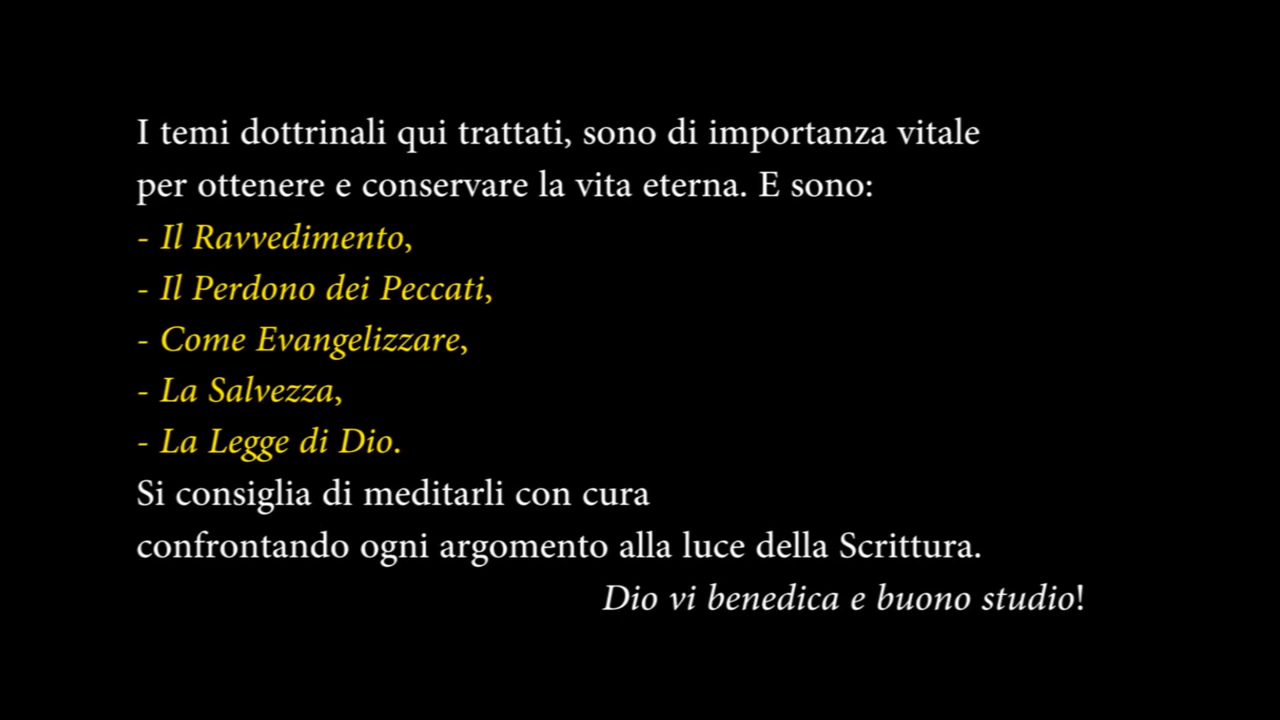 I temi dottrinali qui trattati, sono di importanza vitale
per ottenere e conservare la vita eterna. E sono:
- Il Ravvedimento,
- Il Perdono dei Peccati,
- Come Evangelizzare,
- La Salvezza,
- La Legge di Dio.
Si consiglia di meditarli con cura
confrontando ogni argomento alla luce della Scrittura.
Dio vi benedica e buono studio!